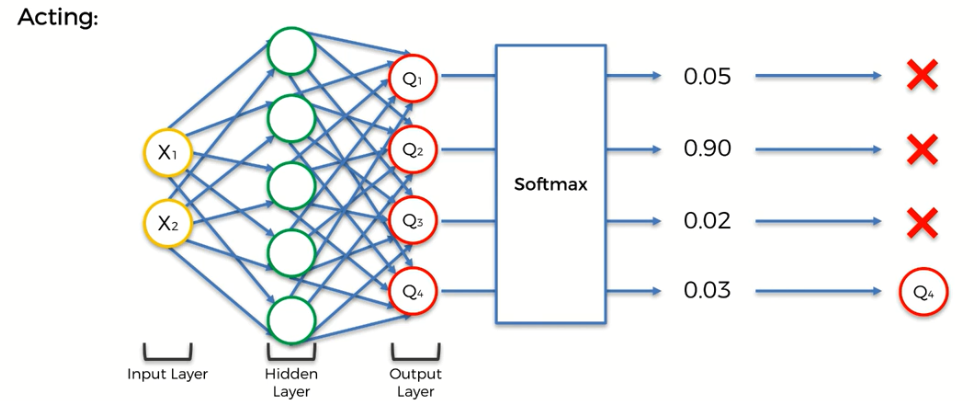 Acting:
X1
X2
Q1
Q2
Q3
Q4
Softmax
0.05
0.90
0.02
0.03
Q4
Input Layer
Hidden
Layer
Output
Layer